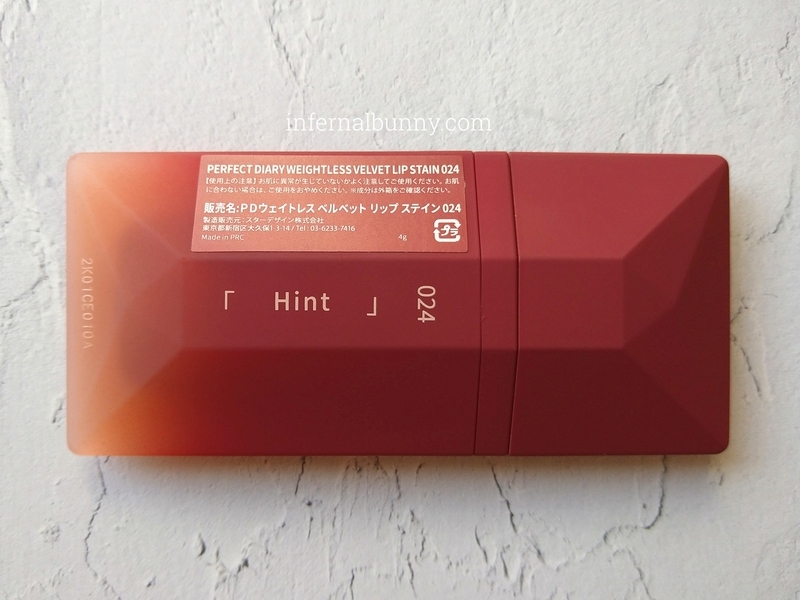 infernalbunny.com
PERFECT DIARY WEIGHTLESS VELVET LIP STAIN 024
【使用上の注意】お肌に異常が生じていないかよく注意してご使用ください。お肌
に合わない場合は、ご使用をおやめください。※成分は外箱をご確認ください。
販売名:PDウェイトレス ベルベット リップ ステイン 024
製造販売元:スターデザイン株式会社
東京都新宿区大久保1-3-14/Tel:03-6233-7416
Made in PRC 4g
プラ
「 Hint 」 024
2K01CE010A